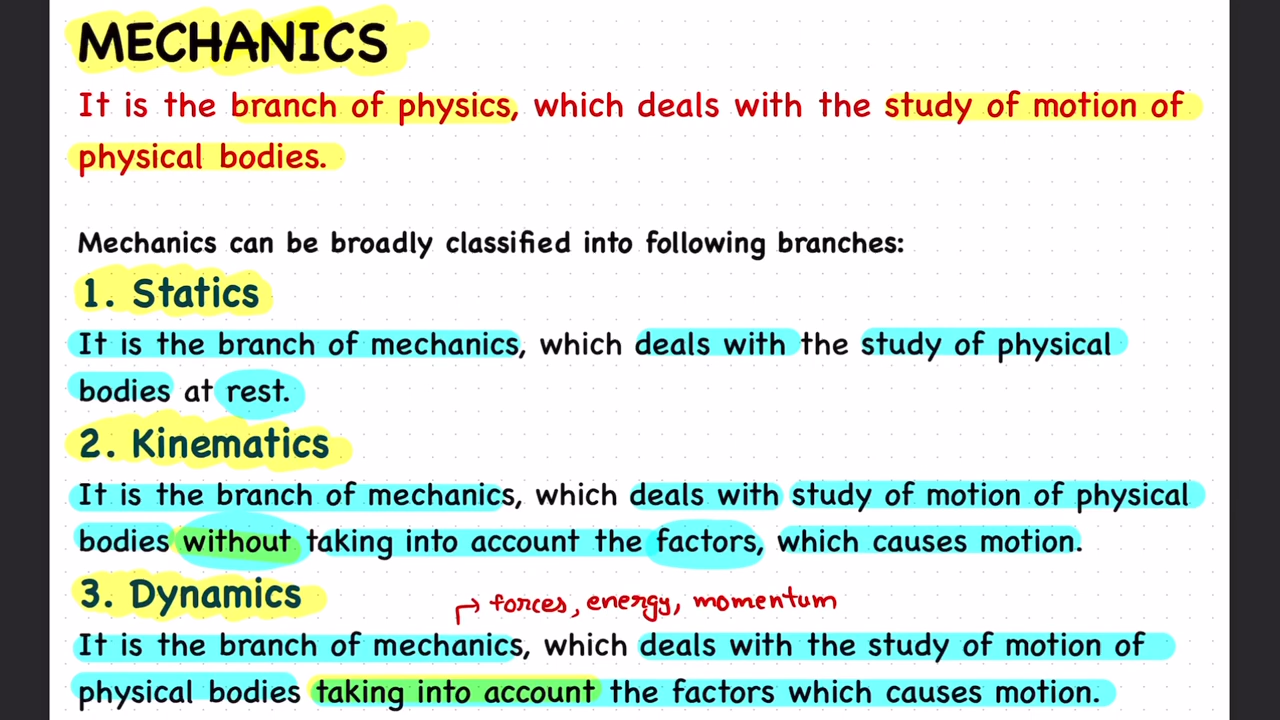 MECHANICS
It is the branch of physics, which deals with the study of motion of
physical bodies.
Mechanics can be broadly classified into following branches:
1. Statics
It is the branch of mechanics, which deals with the study of physical
bodies at rest.
2. Kinematics
It is the branch of mechanics, which deals with study of motion of physical
bodies without taking into account the factors, which causes motion.
3. Dynamics
forces, energy, momentum
It is the branch of mechanics, which deals with the study of motion of
physical bodies taking into account the factors which causes motion.